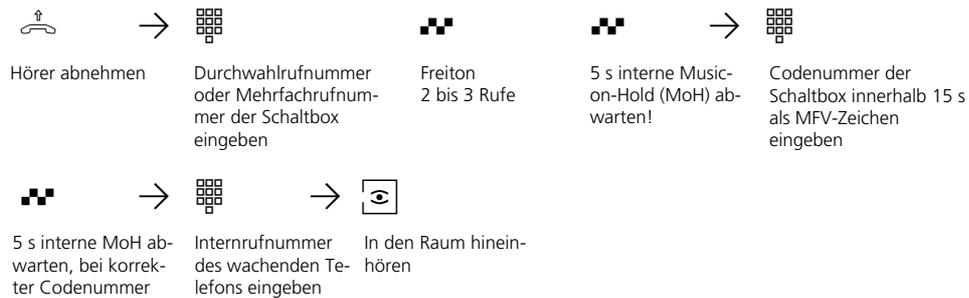 Hörer abnehmen
Durchwahlrufnummer
oder Mehrfachrufnum-
mer der Schaltbox
eingeben
Freiton
2 bis 3 Rufe
5 s interne Music-
on-Hold (MoH) ab-
warten!
Codenummer der
Schaltbox innerhalb 15 s
als MFV-Zeichen
eingeben
5 s interne MoH ab-
warten, bei korrek-
ter Codenummer
Internrufnummer
des wachenden Te-
lefons eingeben
In den Raum hinein-
hören